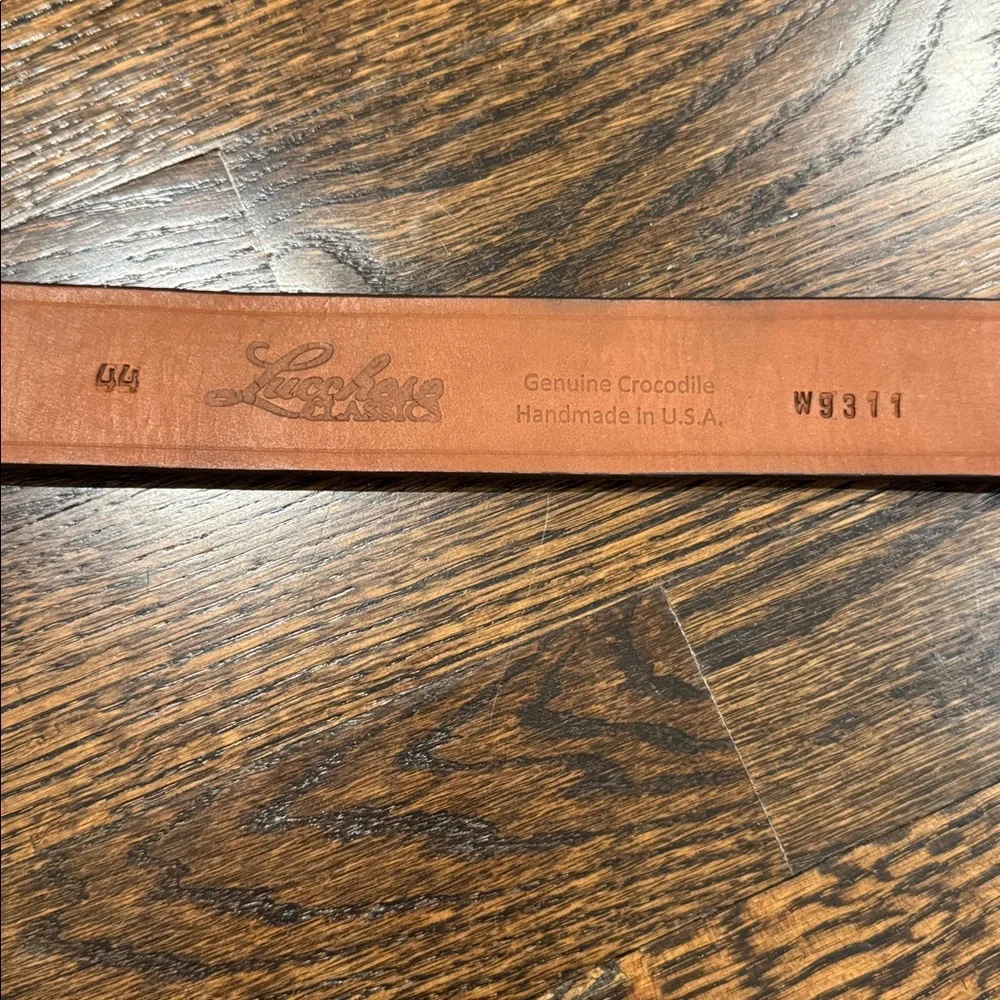 44
Lucchese
CLASSICS
Genuine Crocodile
Handmade in U.S.A.
W9311